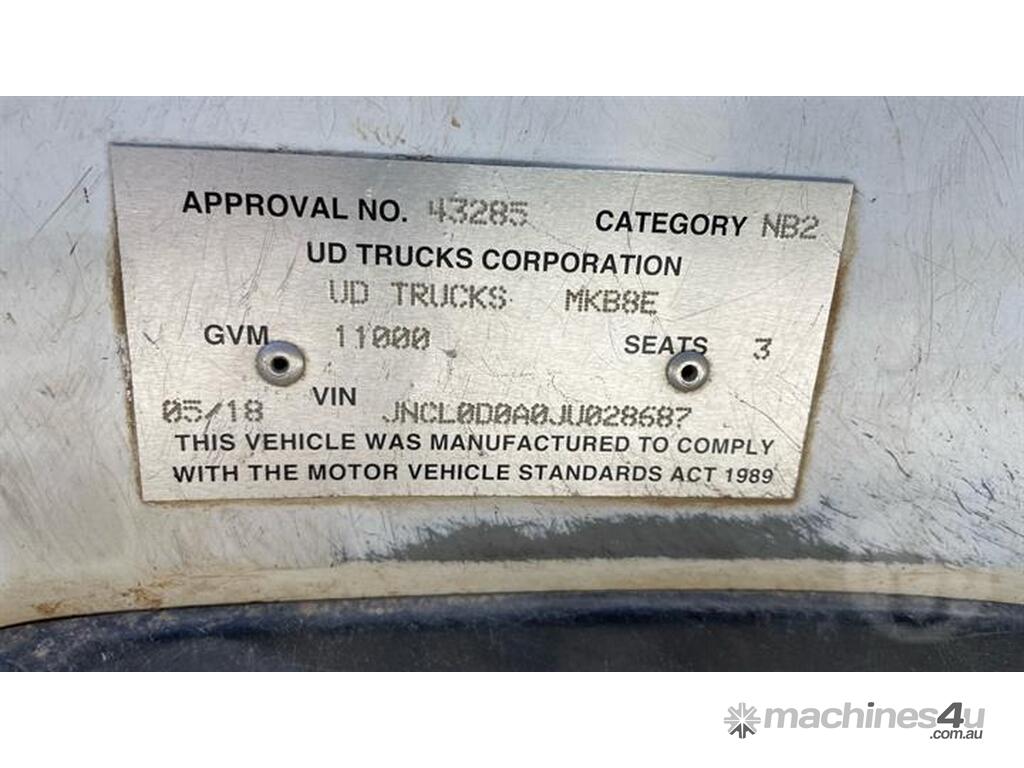 APPROVAL NO. 43285 CATEGORY NB2
UD TRUCKS CORPORATION
UD TRUCKS MKB8E
GVM 11000 SEATS 3
05/18 VIN JNCL0D0A0JU028687
THIS VEHICLE WAS MANUFACTURED TO COMPLY
WITH THE MOTOR VEHICLE STANDARDS ACT 1989
machines4u
.com.au